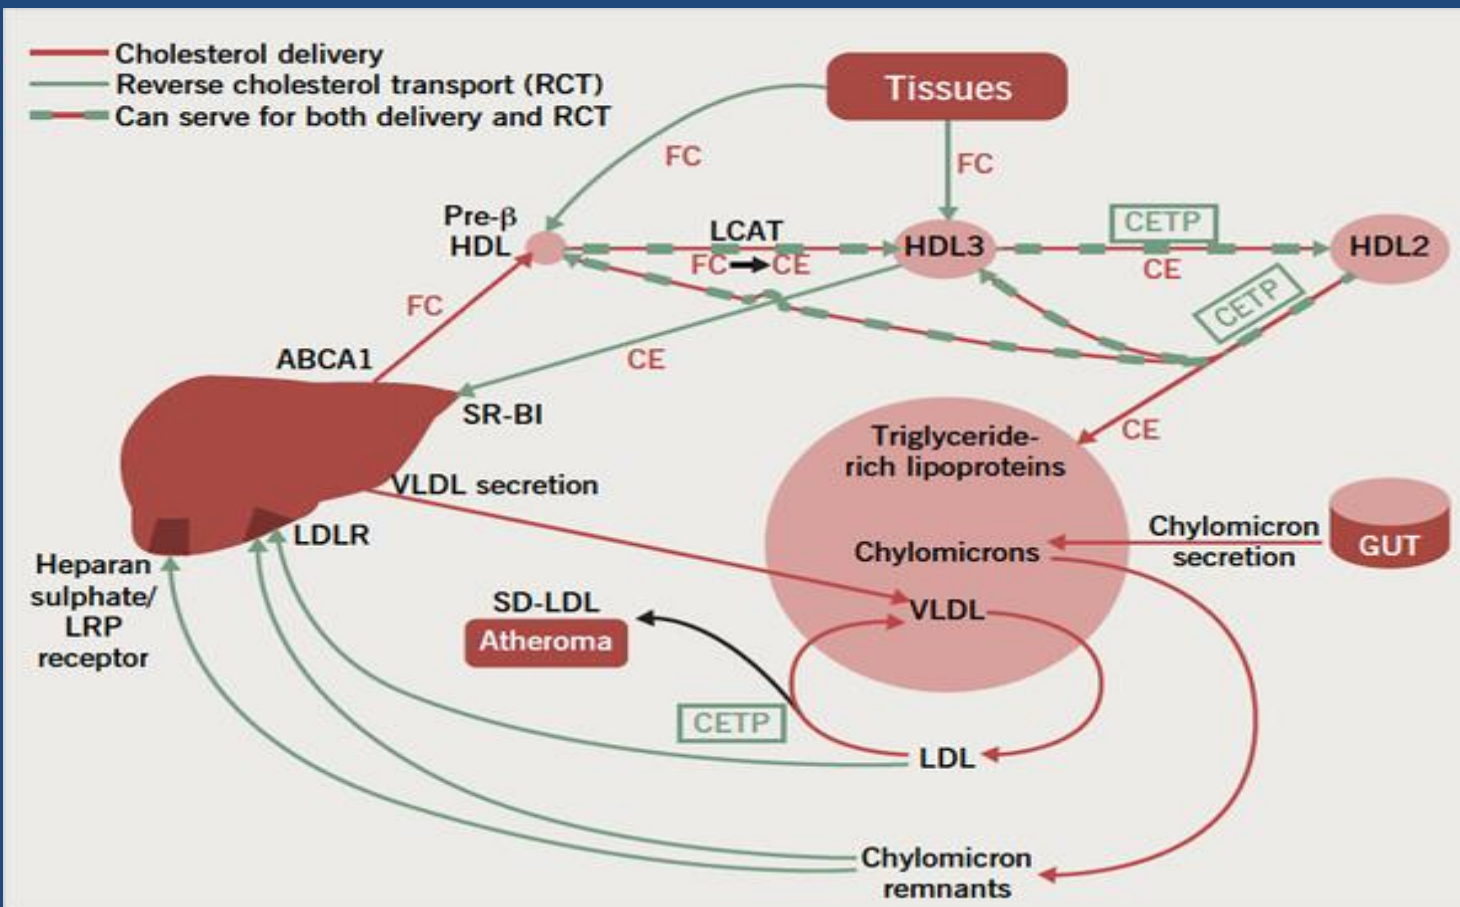 Cholesterol delivery
Reverse cholesterol transport (RCT)
Can serve for both delivery and RCT
Tissues
FC
FC
Pre-β
HDL
LCAT
FC CE
HDL3
CETP
CE
HDL2
CETP
FC
CE
ABCA1
SR-BI
CE
Triglyceride-
rich lipoproteins
VLDL secretion
LDLR
Chylomicrons
Chylomicron
secretion
GUT
Heparan
sulphate/
LRP
receptor
SD-LDL
Atheroma
VLDL
CETP
LDL
Chylomicron
remnants